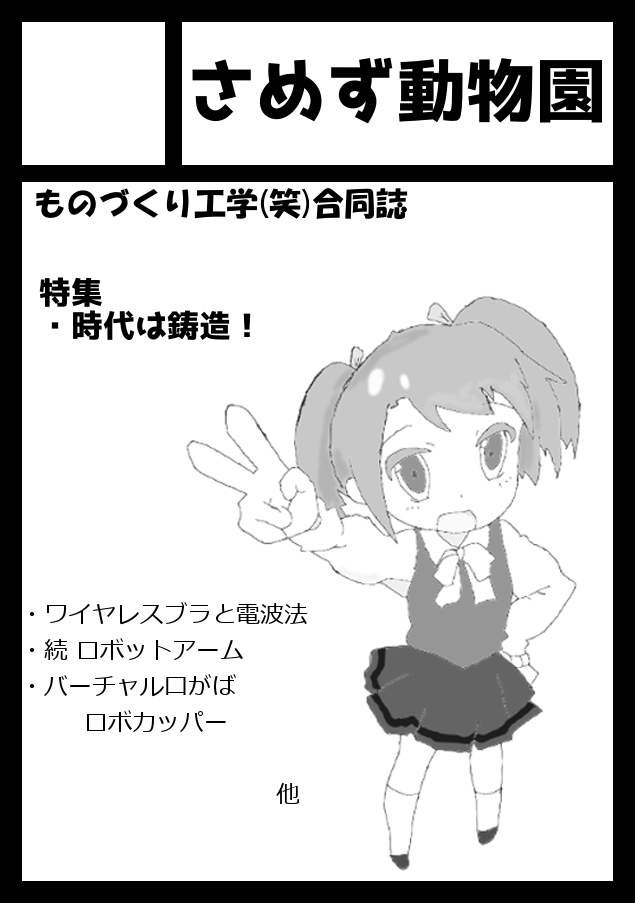 さめず動物園
ものづくり工学(笑)合同誌
特集
・時代は鋳造！
・ワイヤレスブラと電波法
・続 ロボットアーム
・バーチャル口がば
ロボカッパー
他